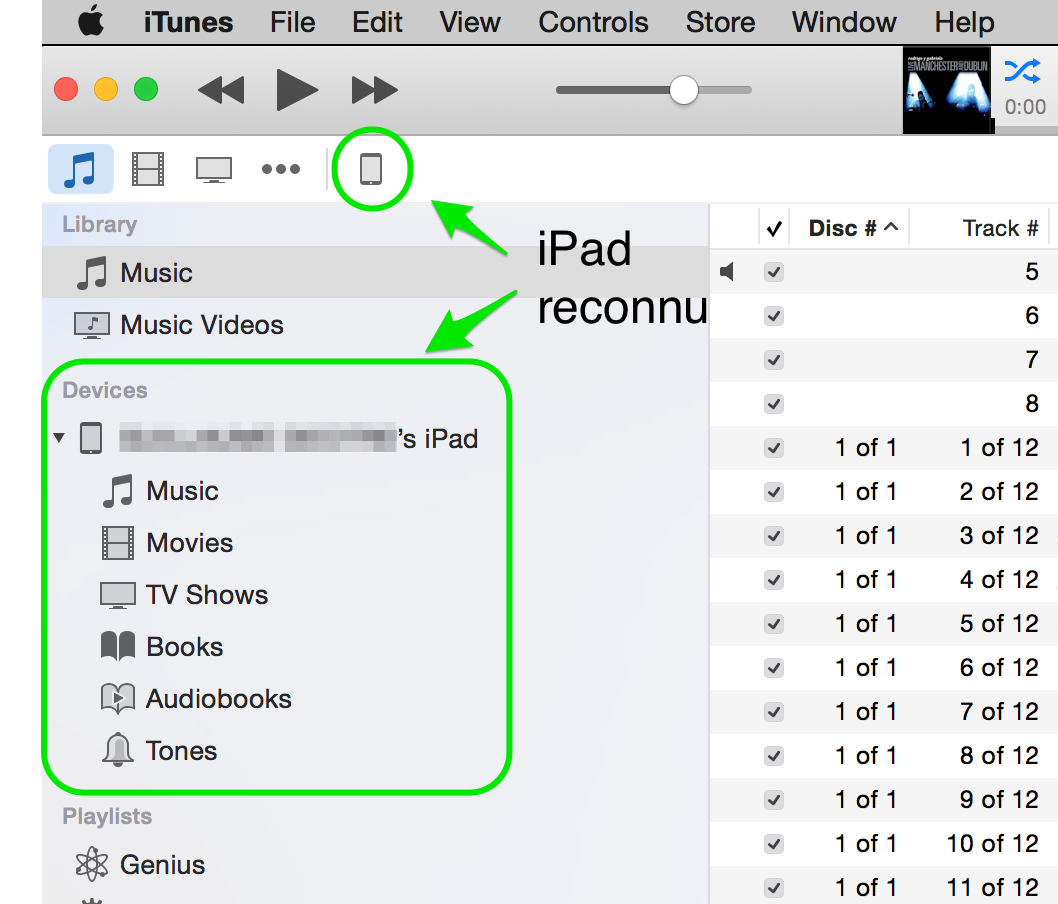 iTunes File Edit View Controls Store Window Help
MANCHESTER DUBLIN
0:00
Library
Music
Music Videos
Devices
's iPad
Music
Movies
TV Shows
Books
Audiobooks
Tones
Playlists
Genius
iPad
reconnu
✓ Disc # Track #
5
6
7
8
1 of 1 1 of 12
1 of 1 2 of 12
1 of 1 3 of 12
1 of 1 4 of 12
1 of 1 5 of 12
1 of 1 6 of 12
1 of 1 7 of 12
1 of 1 8 of 12
1 of 1 9 of 12
1 of 1 10 of 12
1 of 1 11 of 12